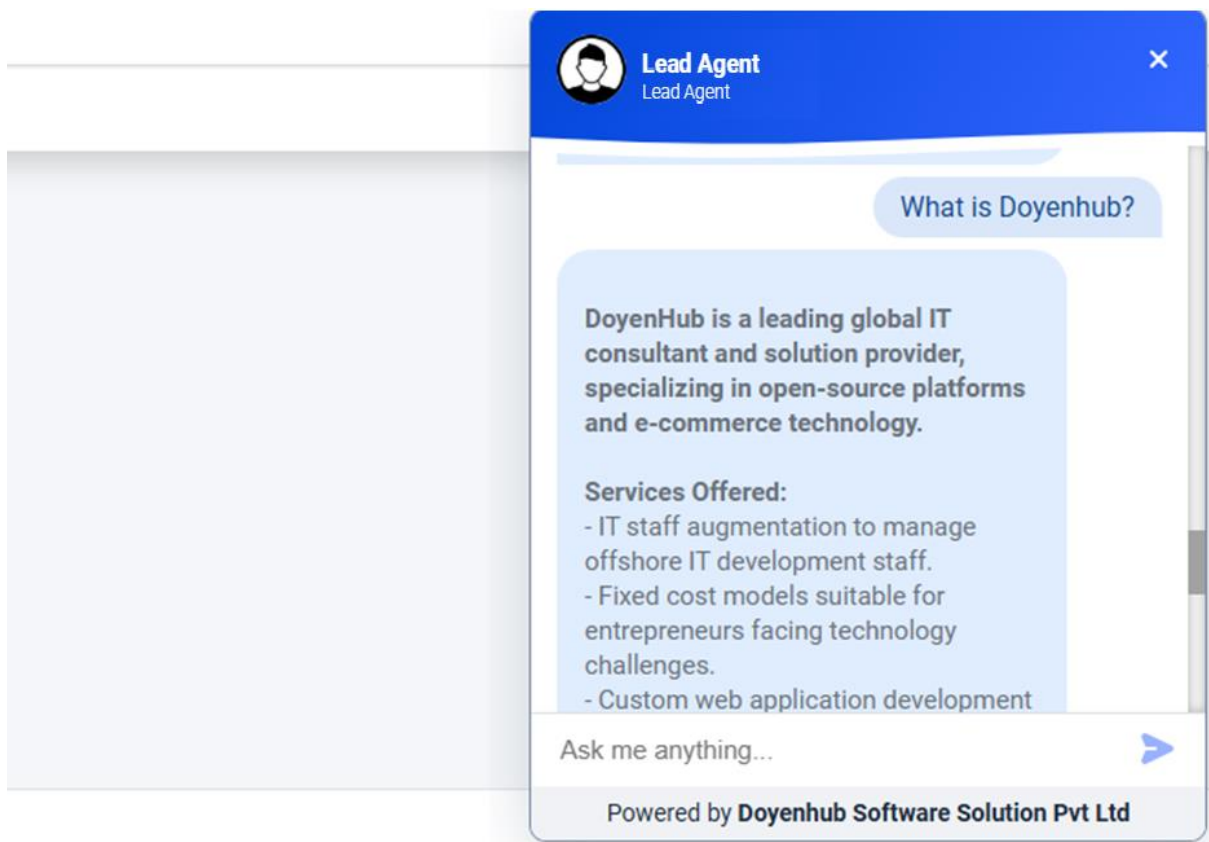 Lead Agent
Lead Agent
What is Doyenhub?
DoyenHub is a leading global IT
consultant and solution provider,
specializing in open-source platforms
and e-commerce technology.
Services Offered:
- IT staff augmentation to manage
offshore IT development staff.
- Fixed cost models suitable for
entrepreneurs facing technology
challenges.
- Custom web application development
Ask me anything...
Powered by Doyenhub Software Solution Pvt Ltd